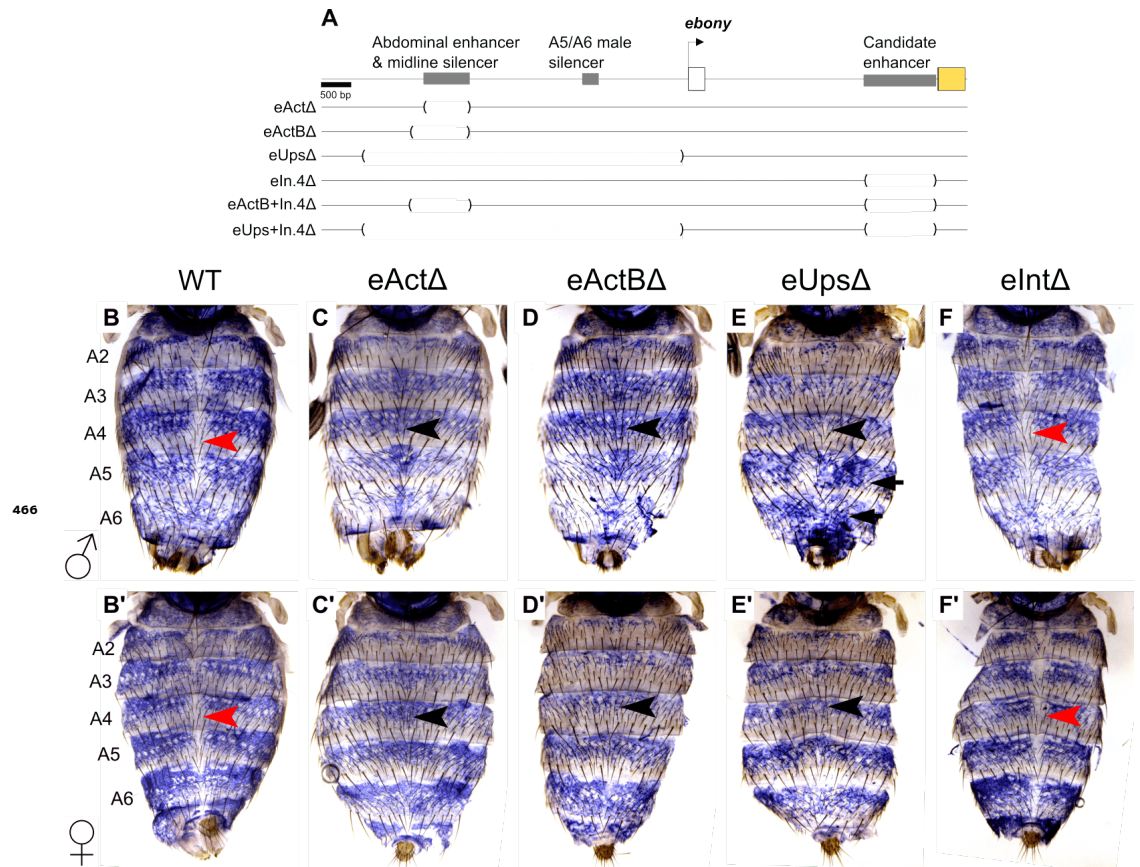 A
ebony
Abdominal enhancer
& midline silencer
A5/A6 male
silencer
Candidate
enhancer
500 bp
eActΔ
eActBΔ
eUpsΔ
eIn.4Δ
eActB+In.4Δ
eUps+In.4Δ
WT
eActΔ
eActBΔ
eUpsΔ
eIntΔ
B
C
D
E
F
A2
A3
A4
A5
A6
466
♂
B'
C'
D'
E'
F'
A2
A3
A4
A5
A6
♀